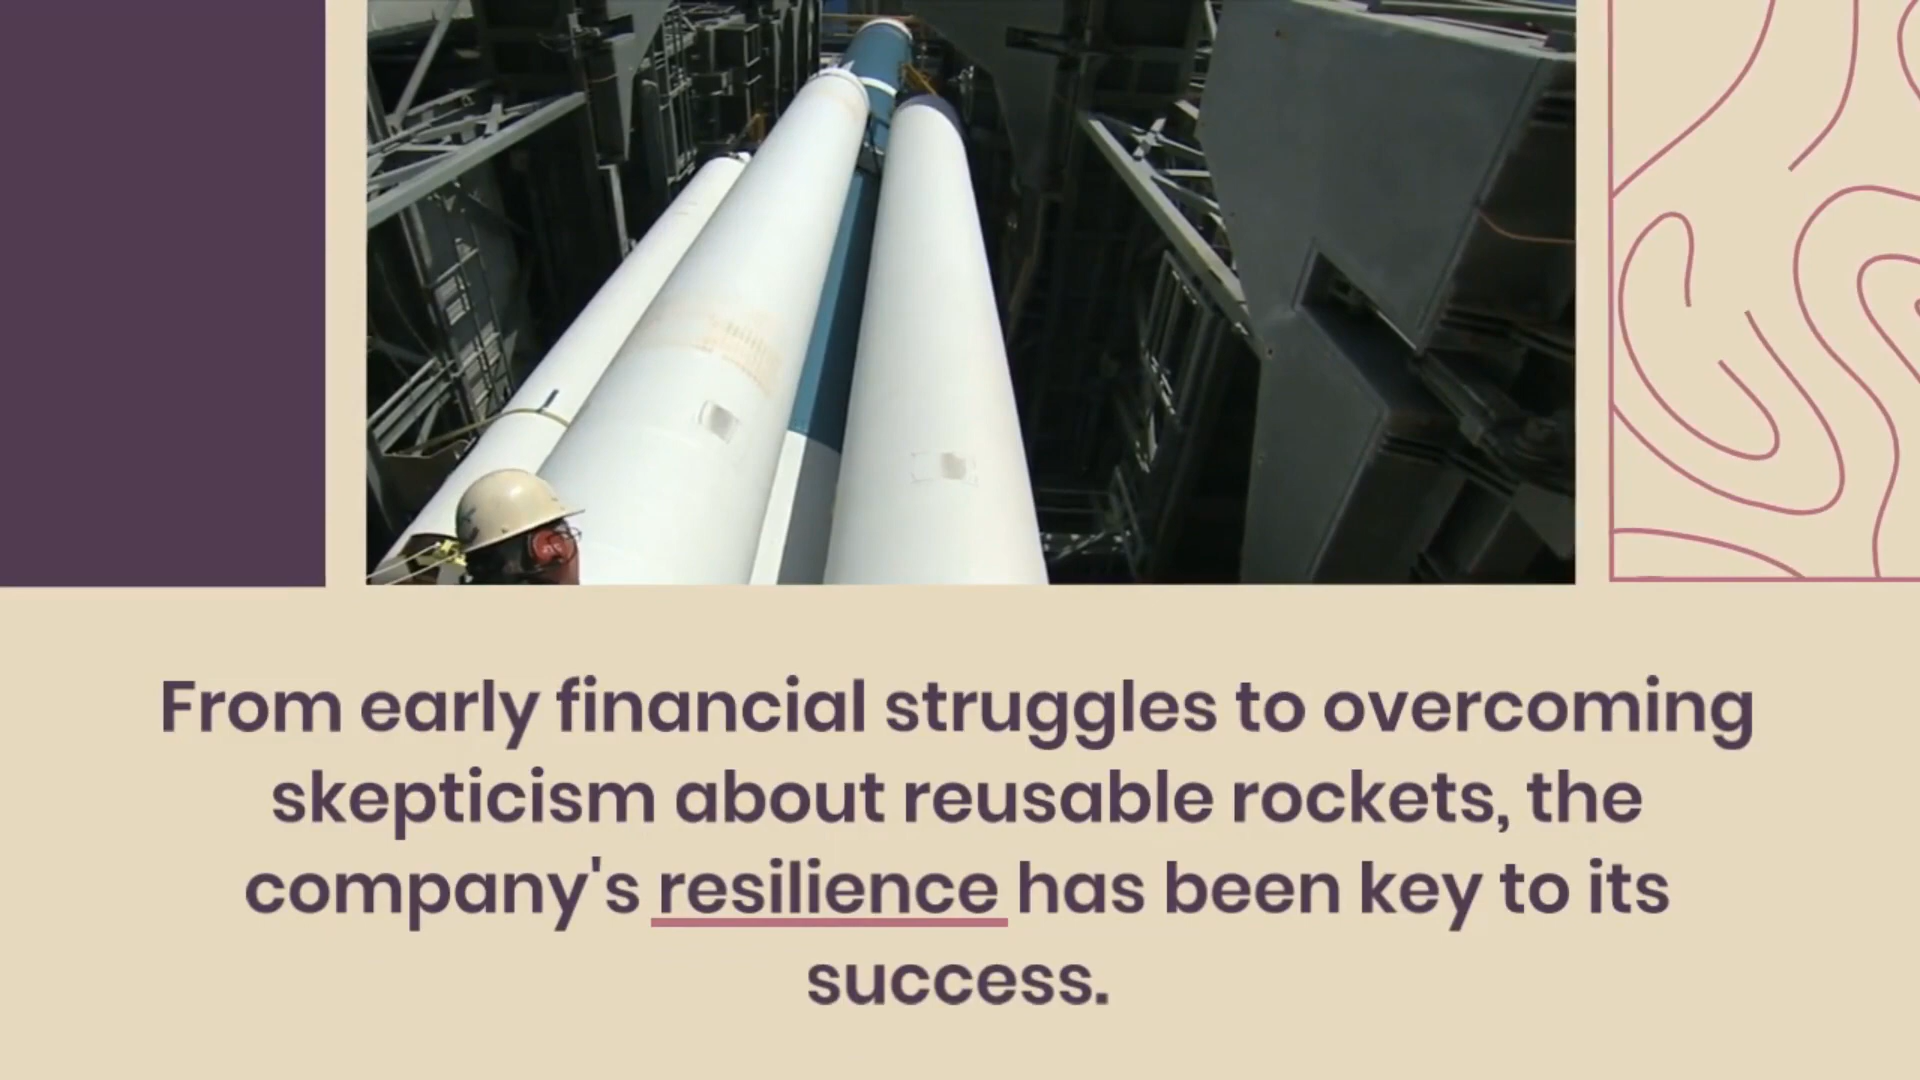 From early financial struggles to overcoming
skepticism about reusable rockets, the
company's resilience has been key to its
success.